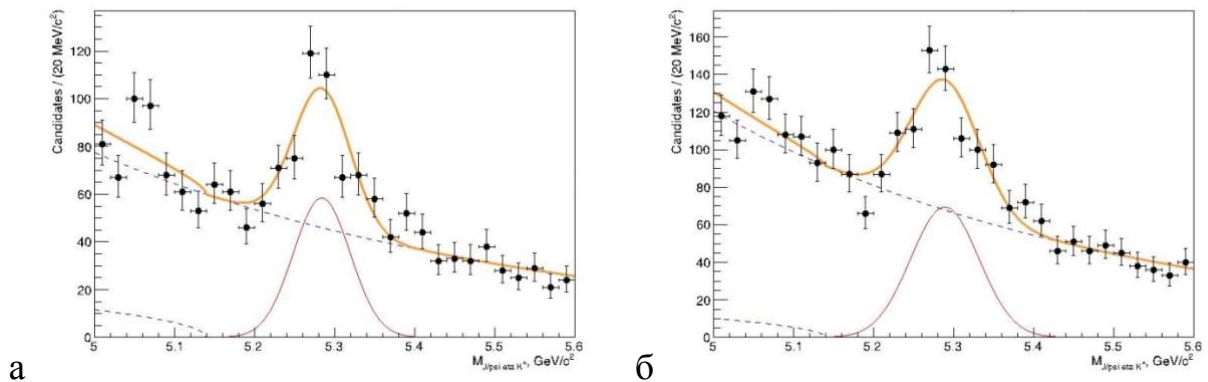 Candidates / (20 MeV/c²)
120
100
80
60
40
20
0
5 5.1 5.2 5.3 5.4 5.5 5.6
M_{J/psi eta K⁺}, GeV/c²
а
Candidates / (20 MeV/c²)
160
140
120
100
80
60
40
20
0
5 5.1 5.2 5.3 5.4 5.5 5.6
M_{J/psi eta K⁺}, GeV/c²
б